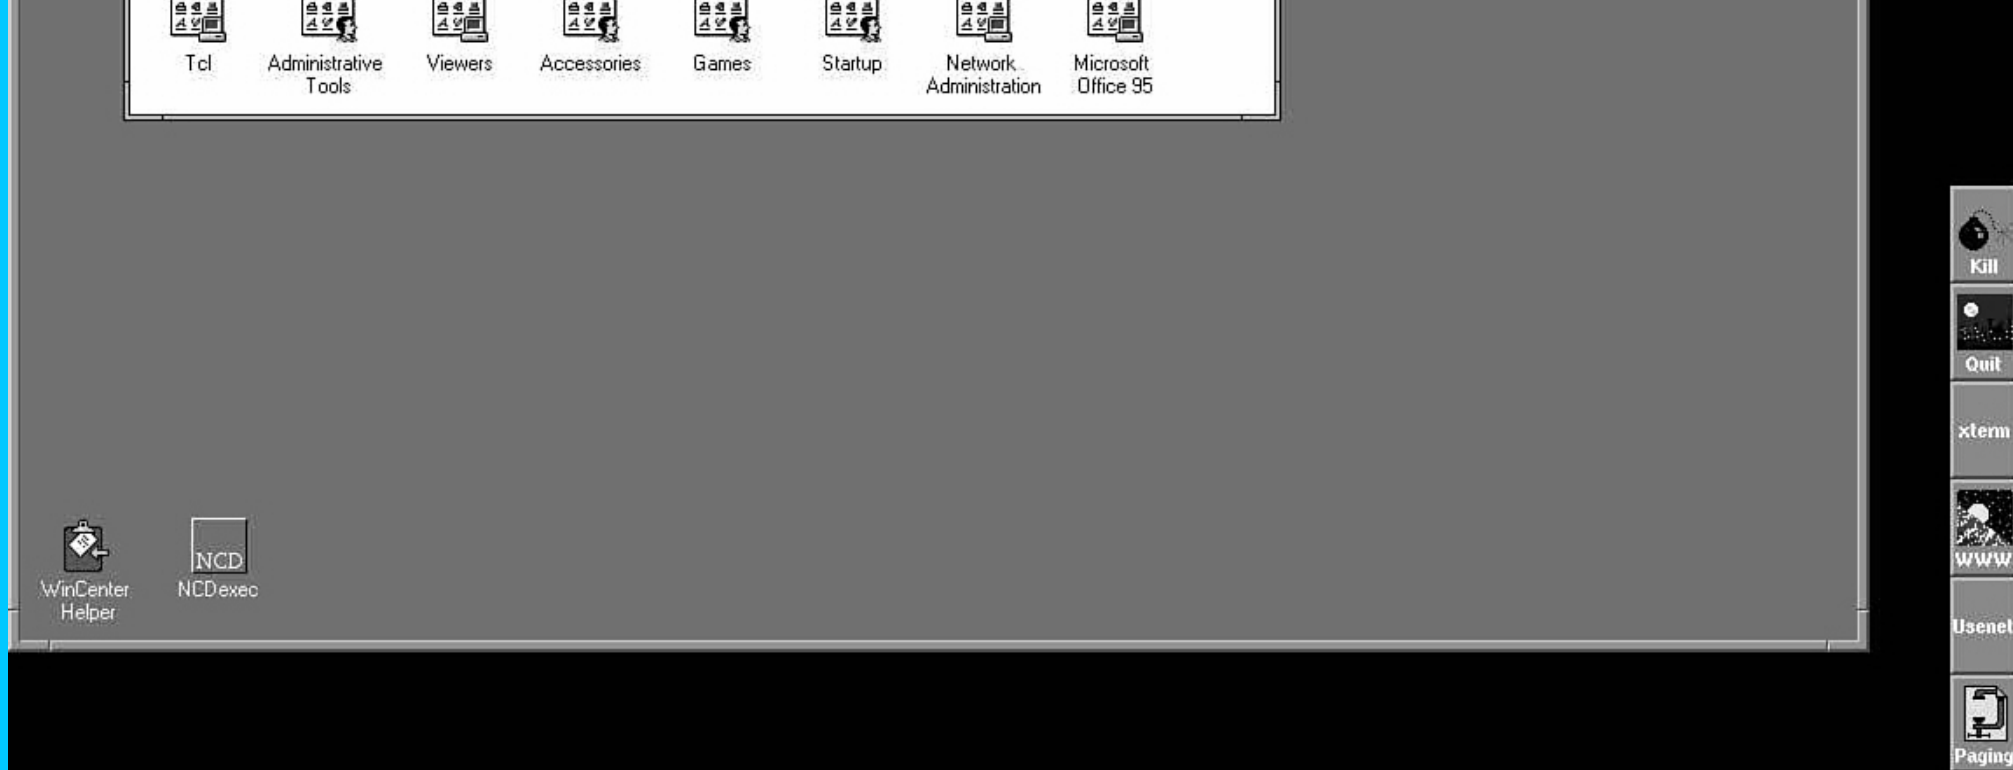 Tcl
Administrative
Tools
Viewers
Accessories
Games
Startup
Network
Administration
Microsoft
Office 95
Kill
Quit
xterm
WWW
Usenet
Paging
NCD
WinCenter
Helper
NCDexec